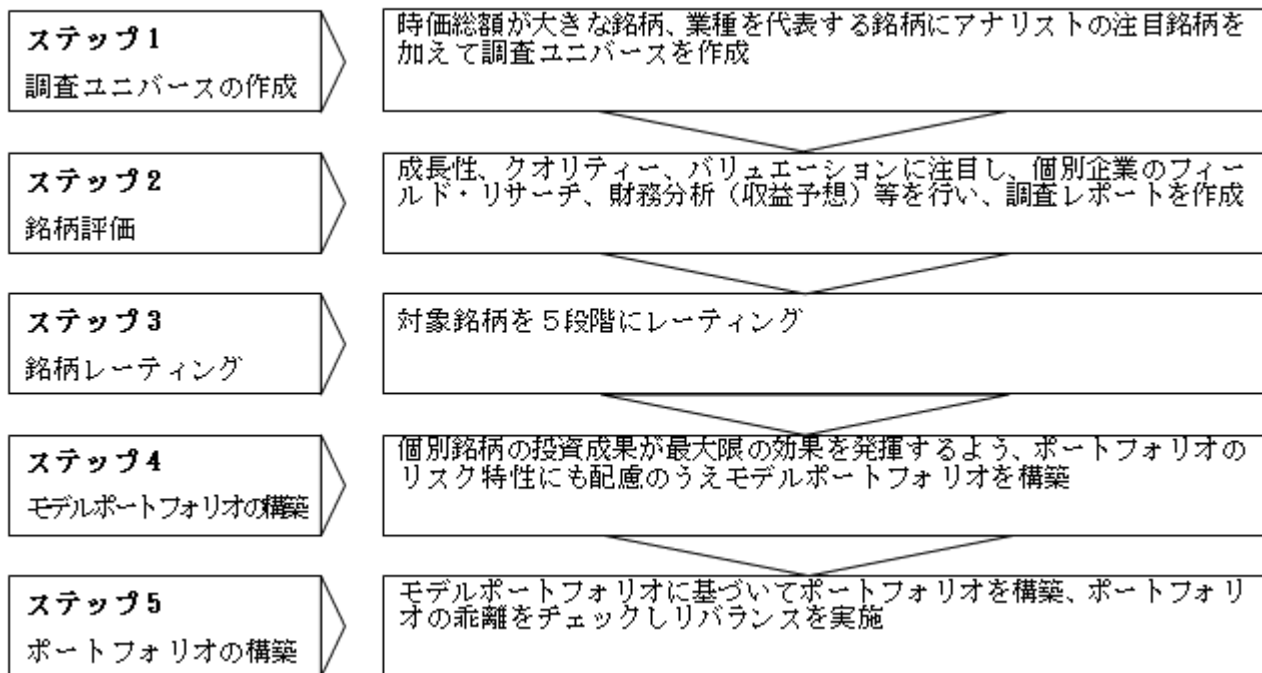 ステップ1
調査ユニバースの作成
時価総額が大きな銘柄、業種を代表する銘柄にアナリストの注目銘柄を
加えて調査ユニバースを作成
ステップ2
銘柄評価
成長性、クオリティー、バリュエーションに注目し、個別企業のフィー
ルド・リサーチ、財務分析（収益予想）等を行い、調査レポートを作成
ステップ3
銘柄レーティング
対象銘柄を５段階にレーティング
ステップ4
モデルポートフォリオの構築
個別銘柄の投資成果が最大限の効果を発揮するよう、ポートフォリオの
リスク特性にも配慮のうえモデルポートフォリオを構築
ステップ5
ポートフォリオの構築
モデルポートフォリオに基づいてポートフォリオを構築、ポートフォリ
オの乖離をチェックしリバランスを実施